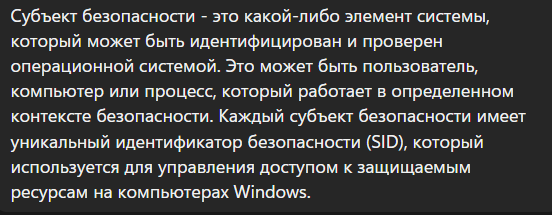 Субъект безопасности - это какой-либо элемент системы,
который может быть идентифицирован и проверен
операционной системой. Это может быть пользователь,
компьютер или процесс, который работает в определенном
контексте безопасности. Каждый субъект безопасности имеет
уникальный идентификатор безопасности (SID), который
используется для управления доступом к защищаемым
ресурсам на компьютерах Windows.